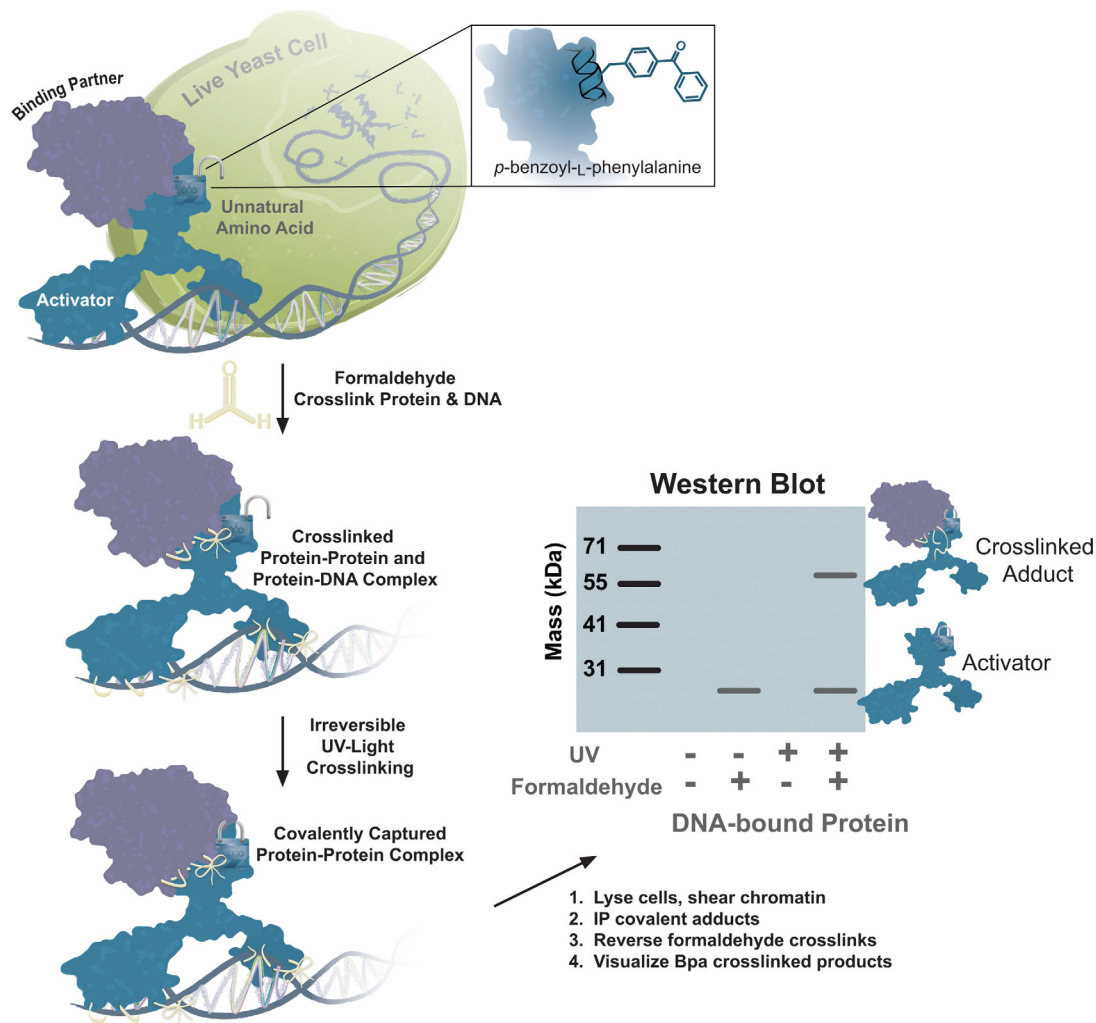 Live Yeast Cell
Binding Partner
Unnatural
Amino Acid
Activator
O
p-benzoyl-L-phenylalanine
O
H H
Formaldehyde
Crosslink Protein & DNA
Crosslinked
Protein-Protein and
Protein-DNA Complex
Irreversible
UV-Light
Crosslinking
Covalently Captured
Protein-Protein Complex
Western Blot
Mass (kDa)
71
55
41
31
Crosslinked
Adduct
Activator
UV - - + +
Formaldehyde - + - +
DNA-bound Protein
1. Lyse cells, shear chromatin
2. IP covalent adducts
3. Reverse formaldehyde crosslinks
4. Visualize Bpa crosslinked products